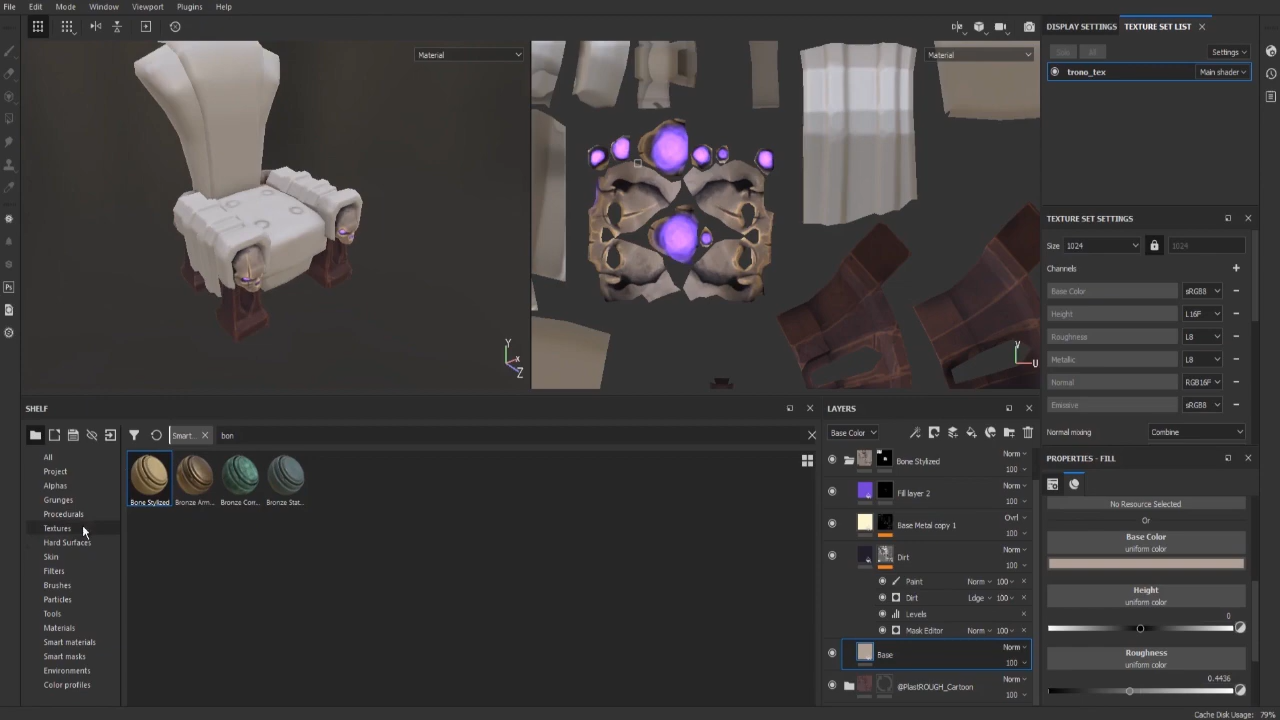 File Edit Mode Window Viewport Plugins Help
DISPLAY SETTINGS
TEXTURE SET LIST
Settings
trono_tex
Main shader
Material
Material
Y
X
Z
V
U
TEXTURE SET SETTINGS
Size 1024 1024
Channels
Base Color sRGB8
Height L16F
Roughness L8
Metallic L8
Normal RGB16F
Emissive sRGB8
Normal mixing Combine
SHELF
Smart... bon
All
Project
Alphas
Grunges
Procedurals
Textures
Hard Surfaces
Skin
Filters
Brushes
Particles
Tools
Materials
Smart materials
Smart masks
Environments
Color profiles
Bone Stylized
Bronze Arm...
Bronze Corr...
Bronze Stat...
LAYERS
Base Color
Bone Stylized Norm 100
Fill layer 2 Norm 100
Base Metal copy 1 Ovrl 100
Dirt Norm 100
Paint Norm 100
Dirt Ldge 100
Levels
Mask Editor Norm 100
Base Norm 100
@PlastROUGH_Cartoon Norm 100
PROPERTIES - FILL
No Resource Selected
Or
Base Color
uniform color
Height
uniform color
0
Roughness
uniform color
0.4436
Cache Disk Usage: 79%